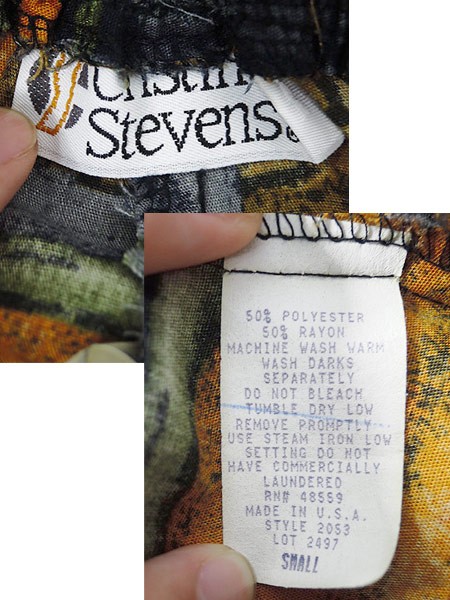 Stevens
50% POLYESTER
50% RAYON
MACHINE WASH WARM
WASH DARKS
SEPARATELY
DO NOT BLEACH
TUMBLE DRY LOW
REMOVE PROMPTLY
USE STEAM IRON LOW
SETTING DO NOT
HAVE COMMERCIALLY
LAUNDERED
RN# 48559
MADE IN U.S.A.
STYLE 2053
LOT 2497
SMALL